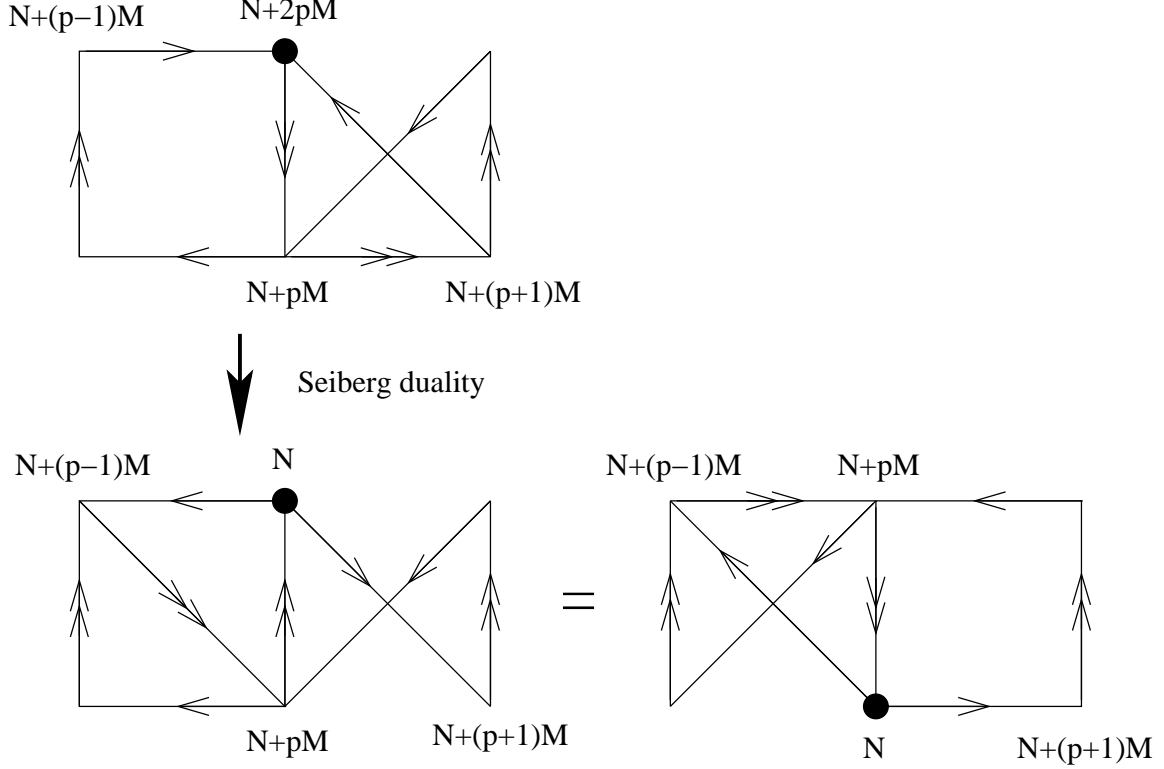 N+(p−1)M
N+2pM
N+pM
N+(p+1)M
Seiberg duality
N+(p−1)M
N
N+(p−1)M
N+pM
=
N+pM
N+(p+1)M
N
N+(p+1)M